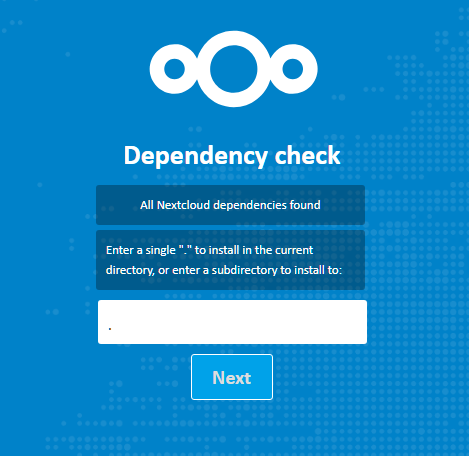 Dependency check
All Nextcloud dependencies found
Enter a single "." to install in the current
directory, or enter a subdirectory to install to:
.
Next